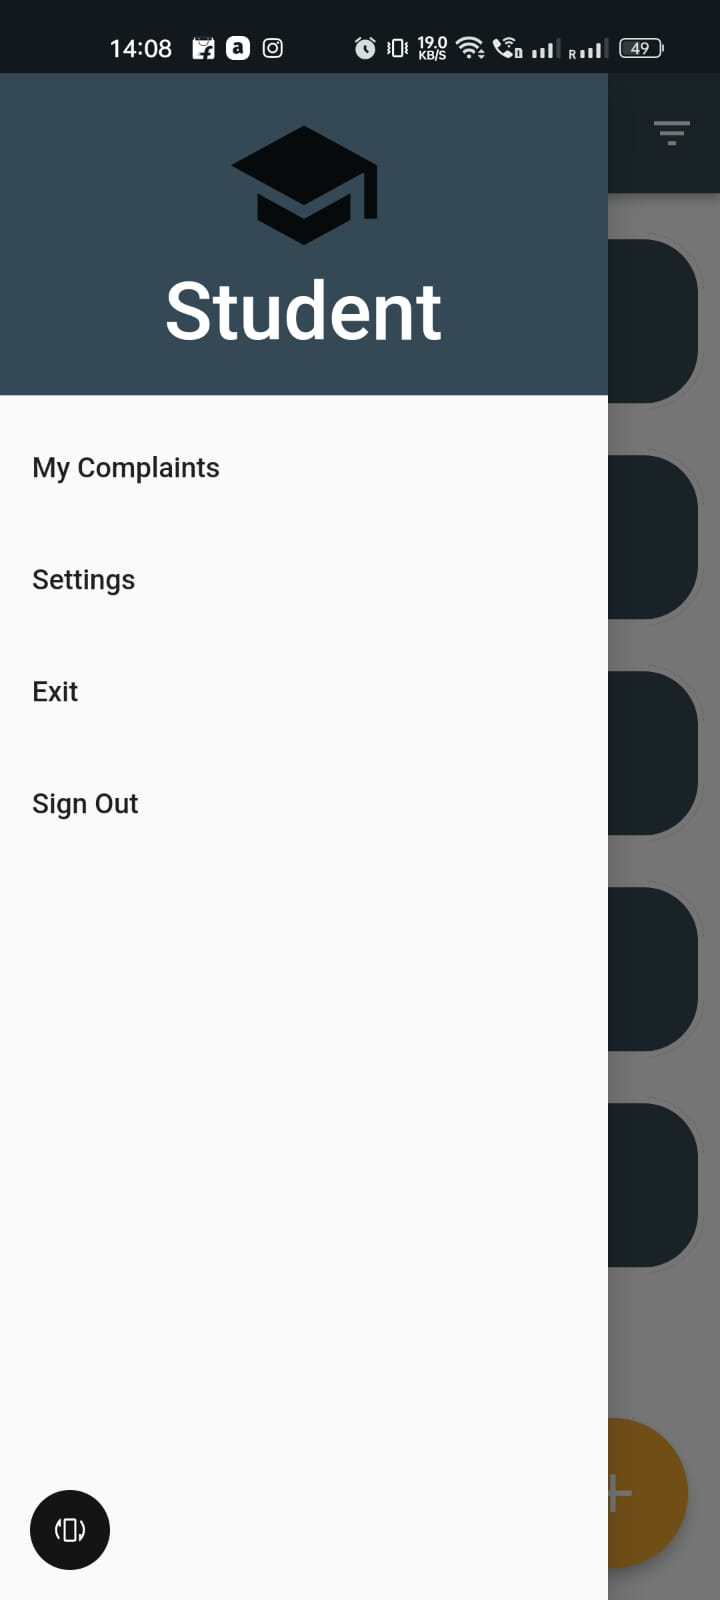 14:08 a 19.0 KB/S R 49
Student
My Complaints
Settings
Exit
Sign Out